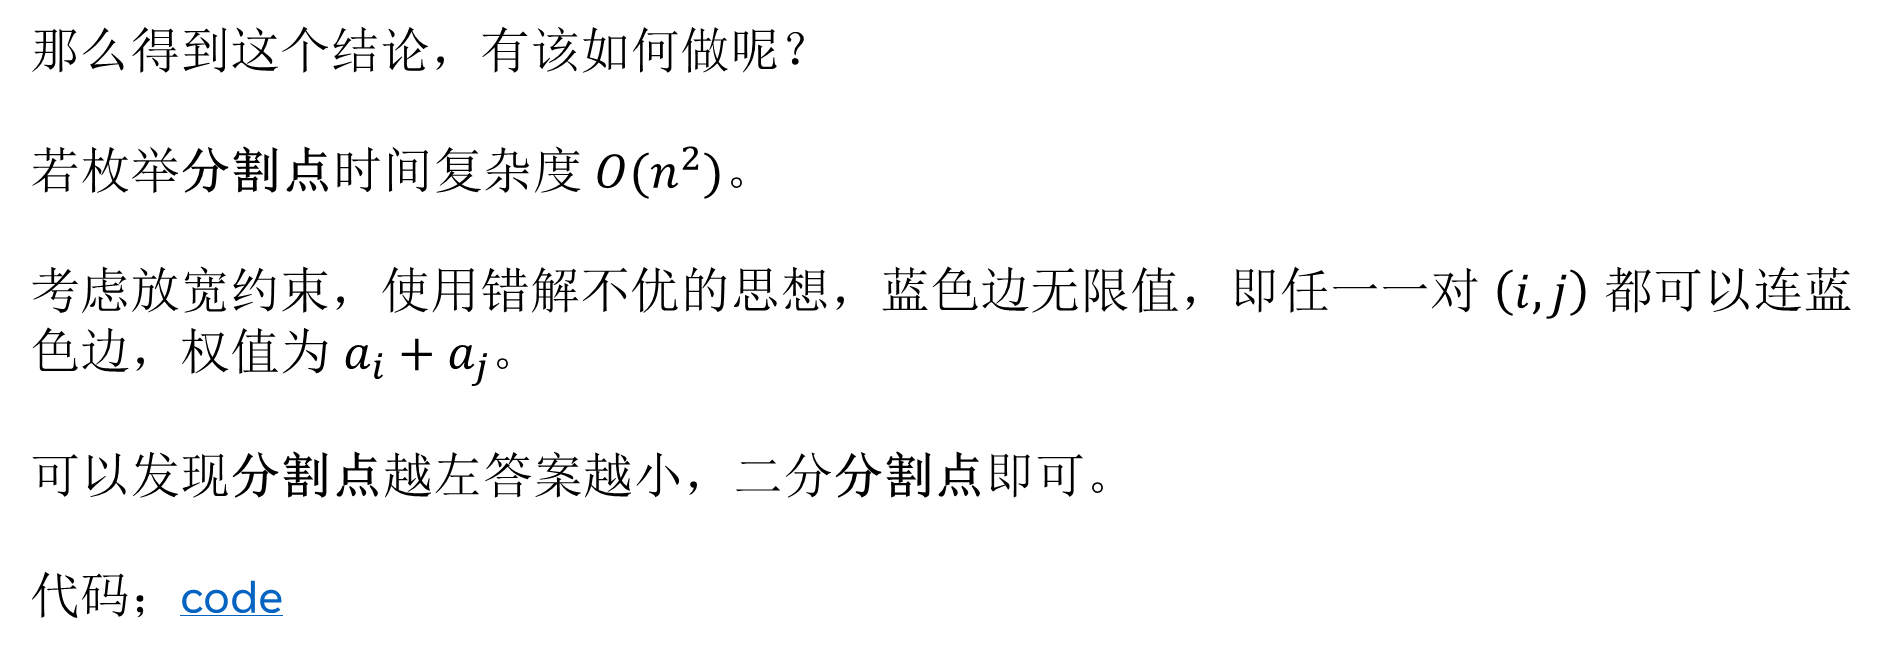 那么得到这个结论，有该如何做呢？
若枚举分割点时间复杂度 O(n²)。
考虑放宽约束，使用错解不优的思想，蓝色边无限值，即任一一对 (i,j) 都可以连蓝
色边，权值为 aᵢ + aⱼ。
可以发现分割点越左答案越小，二分分割点即可。
代码；code